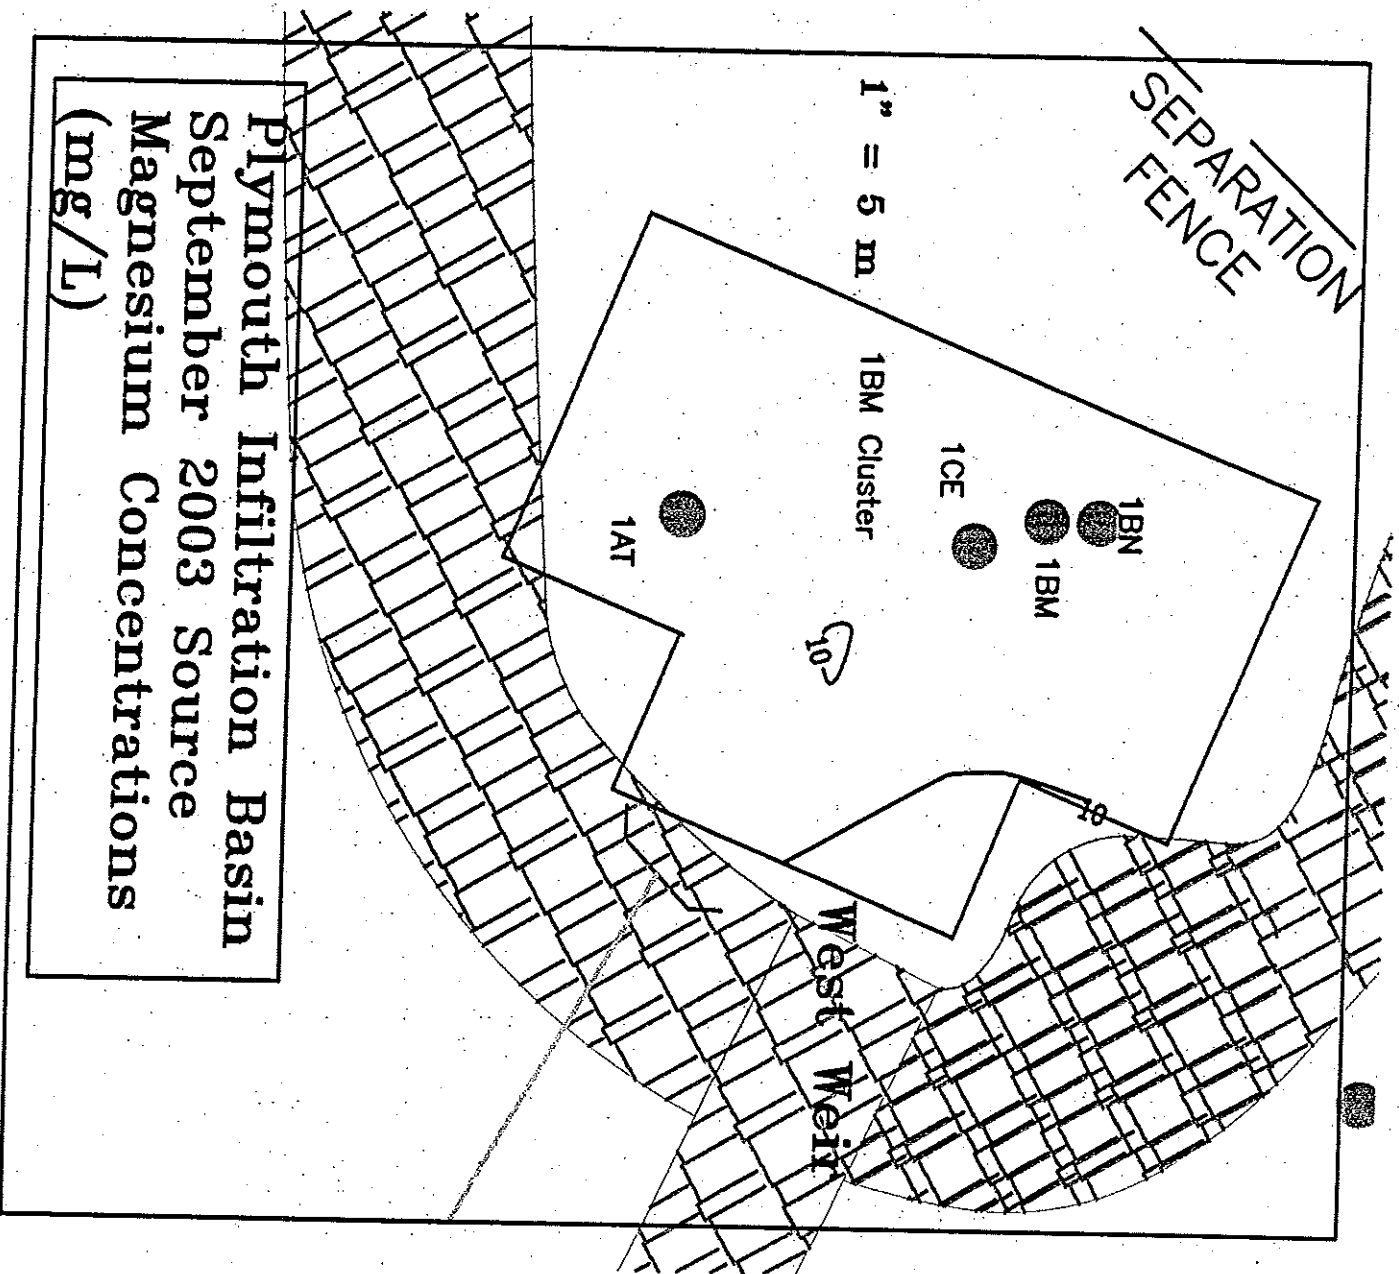 SEPARATION
FENCE
1" = 5 m
1BN
1BM
1CE
1BM Cluster
10
10
1AT
West Weir
Plymouth Infiltration Basin
September 2003 Source
Magnesium Concentrations
(mg/L)